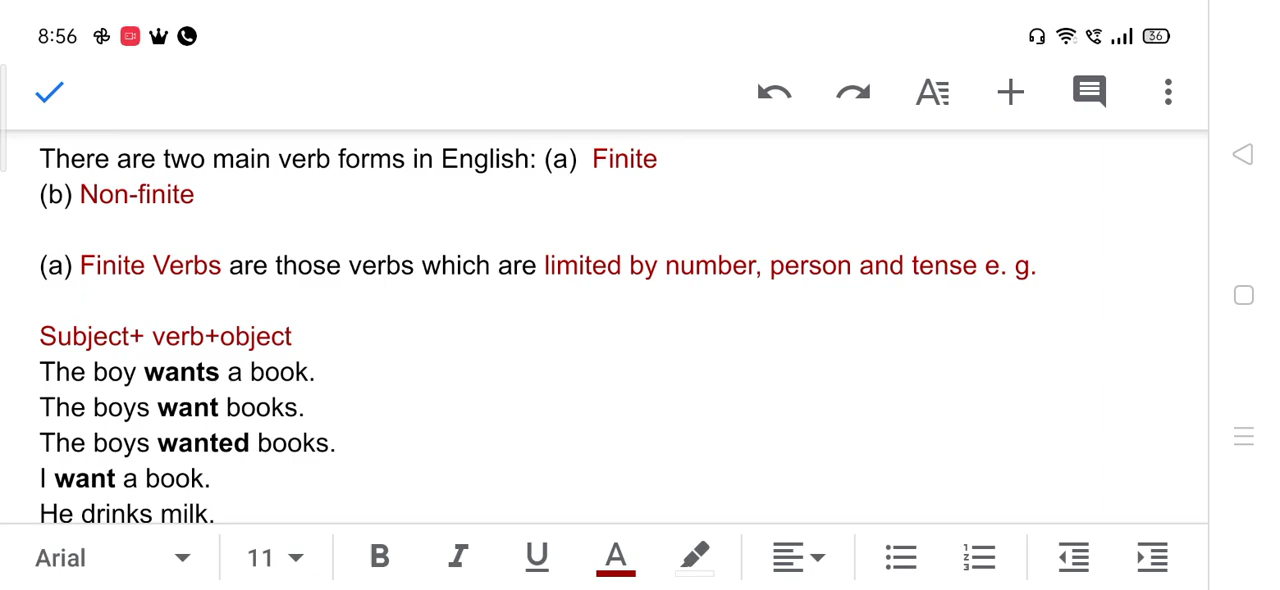 8:56
36
There are two main verb forms in English: (a) Finite
(b) Non-finite
(a) Finite Verbs are those verbs which are limited by number, person and tense e. g.
Subject+ verb+object
The boy wants a book.
The boys want books.
The boys wanted books.
I want a book.
He drinks milk.
Arial 11 B I U A